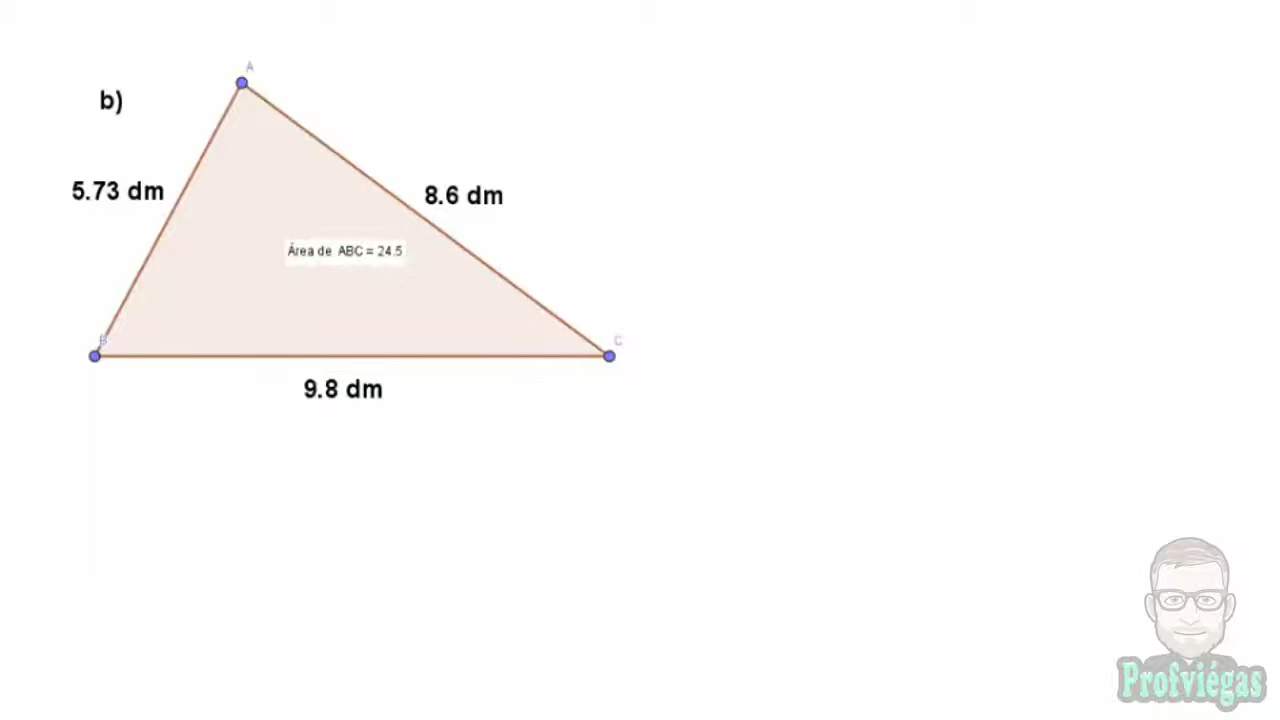 A
b)
5.73 dm
8.6 dm
Área de ABC = 24.5
B
C
9.8 dm
Profviégas